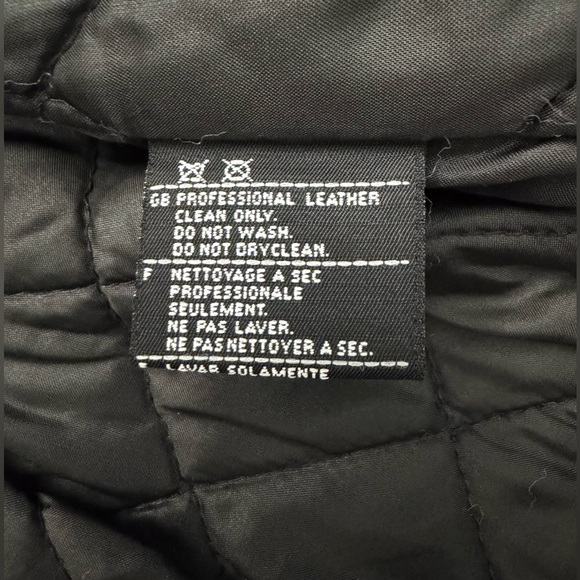 GB PROFESSIONAL LEATHER
CLEAN ONLY.
DO NOT WASH.
DO NOT DRYCLEAN.
F NETTOYAGE A SEC
PROFESSIONALE
SEULEMENT.
NE PAS LAVER.
NE PAS NETTOYER A SEC.
E LAVAR SOLAMENTE